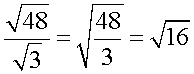 √48/√3 = √(48/3) = √16